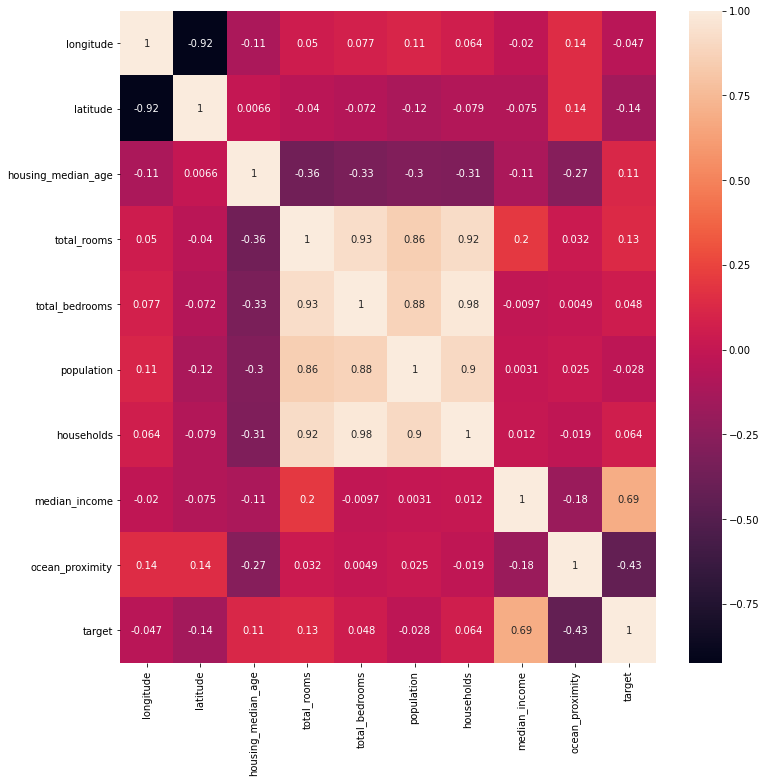 longitude 1 -0.92 -0.11 0.05 0.077 0.11 0.064 -0.02 0.14 -0.047
latitude -0.92 1 0.0066 -0.04 -0.072 -0.12 -0.079 -0.075 0.14 -0.14
housing_median_age -0.11 0.0066 1 -0.36 -0.33 -0.3 -0.31 -0.11 -0.27 0.11
total_rooms 0.05 -0.04 -0.36 1 0.93 0.86 0.92 0.2 0.032 0.13
total_bedrooms 0.077 -0.072 -0.33 0.93 1 0.88 0.98 -0.0097 0.0049 0.048
population 0.11 -0.12 -0.3 0.86 0.88 1 0.9 0.0031 0.025 -0.028
households 0.064 -0.079 -0.31 0.92 0.98 0.9 1 0.012 -0.019 0.064
median_income -0.02 -0.075 -0.11 0.2 -0.0097 0.0031 0.012 1 -0.18 0.69
ocean_proximity 0.14 0.14 -0.27 0.032 0.0049 0.025 -0.019 -0.18 1 -0.43
target -0.047 -0.14 0.11 0.13 0.048 -0.028 0.064 0.69 -0.43 1
longitude
latitude
housing_median_age
total_rooms
total_bedrooms
population
households
median_income
ocean_proximity
target
1.00
0.75
0.50
0.25
0.00
−0.25
−0.50
−0.75